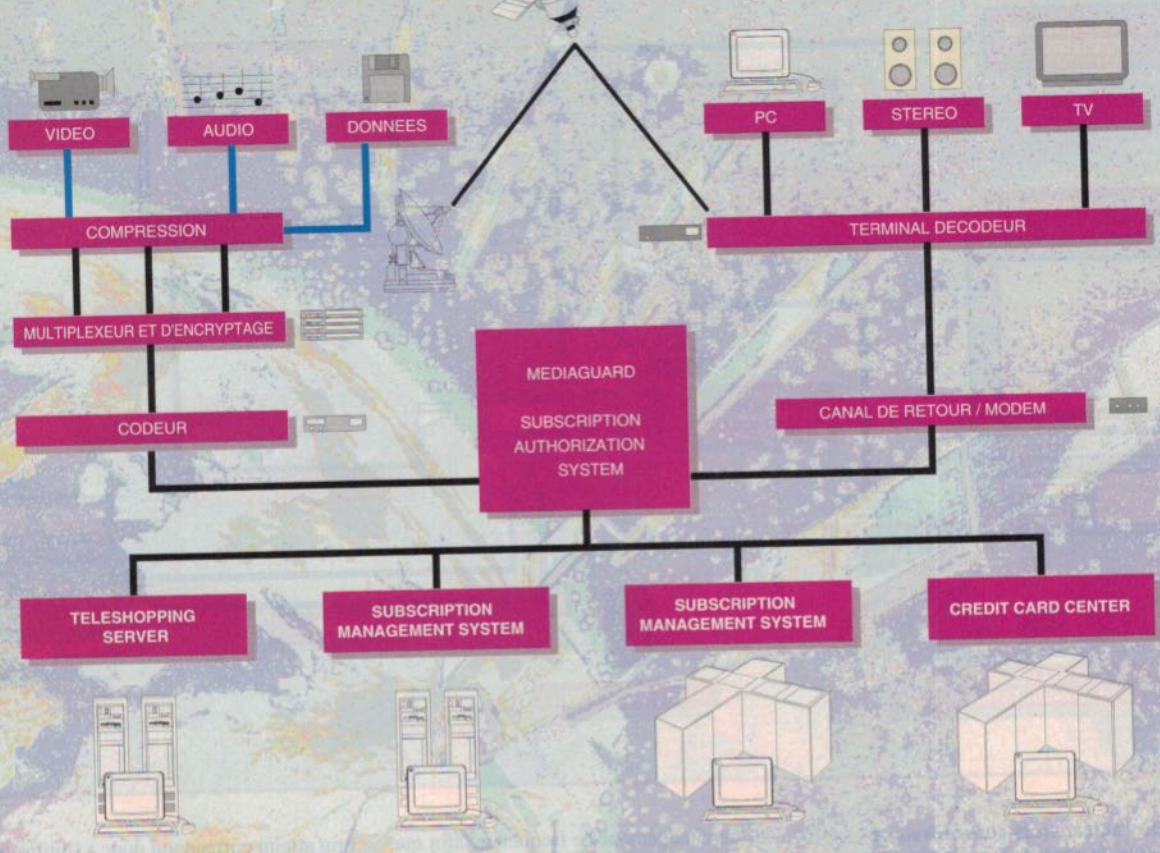 VIDEO
AUDIO
DONNEES
PC
STEREO
TV
COMPRESSION
TERMINAL DECODEUR
MULTIPLEXEUR ET D'ENCRYPTAGE
MEDIAGUARD
SUBSCRIPTION
AUTHORIZATION
SYSTEM
CODEUR
CANAL DE RETOUR / MODEM
TELESHOPPING
SERVER
SUBSCRIPTION
MANAGEMENT SYSTEM
SUBSCRIPTION
MANAGEMENT SYSTEM
CREDIT CARD CENTER